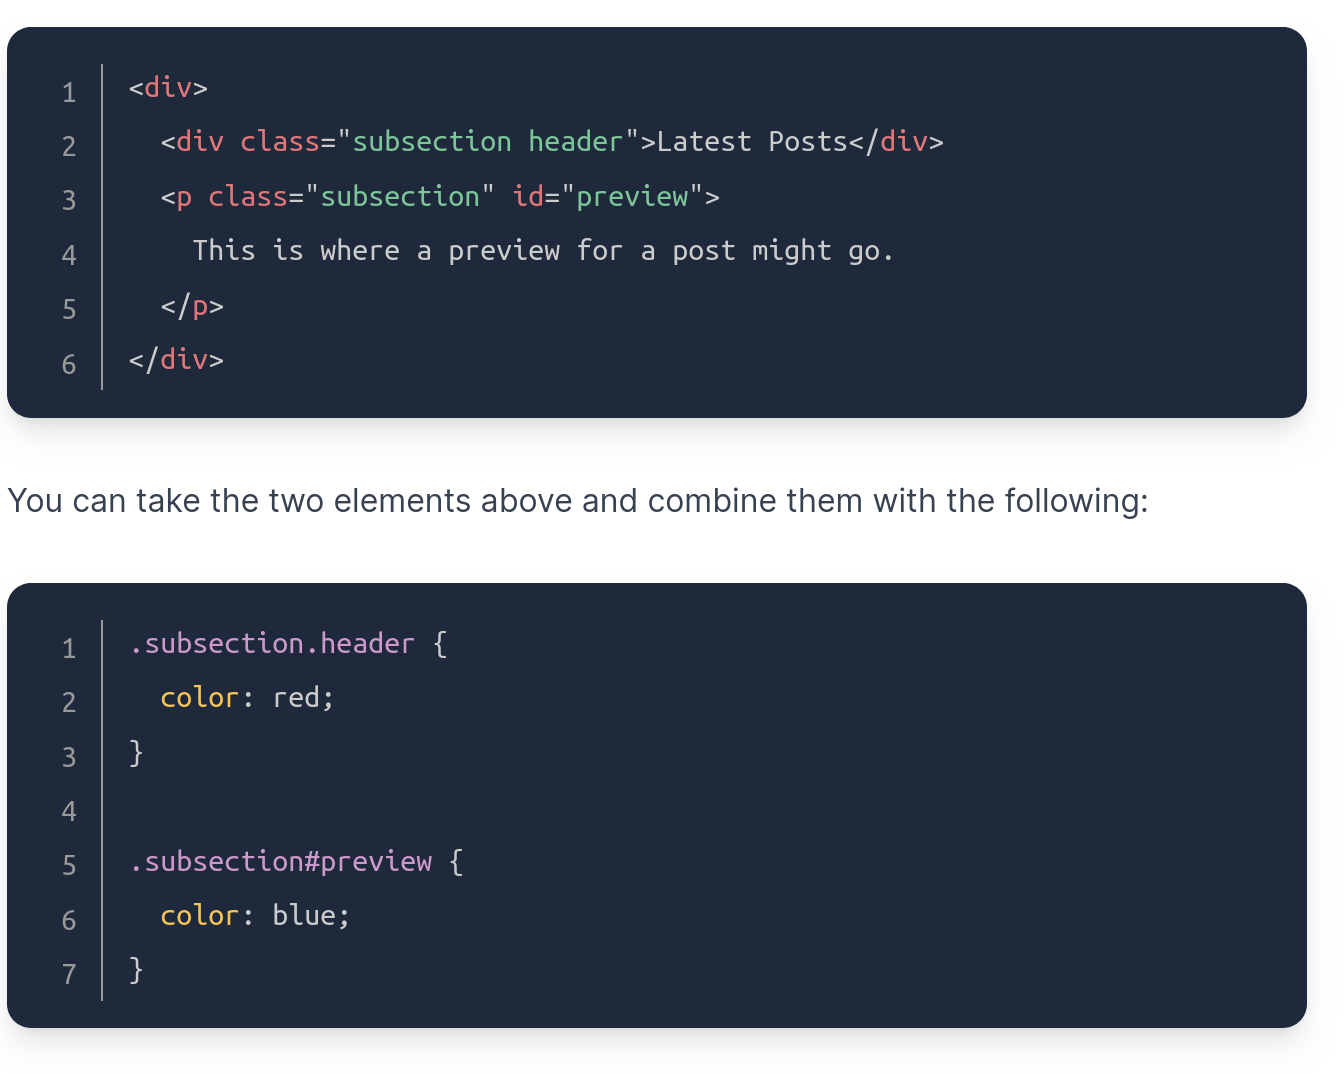 1 <div>
2   <div class="subsection header">Latest Posts</div>
3   <p class="subsection" id="preview">
4     This is where a preview for a post might go.
5   </p>
6 </div>
You can take the two elements above and combine them with the following:
1 .subsection.header {
2   color: red;
3 }
4
5 .subsection#preview {
6   color: blue;
7 }